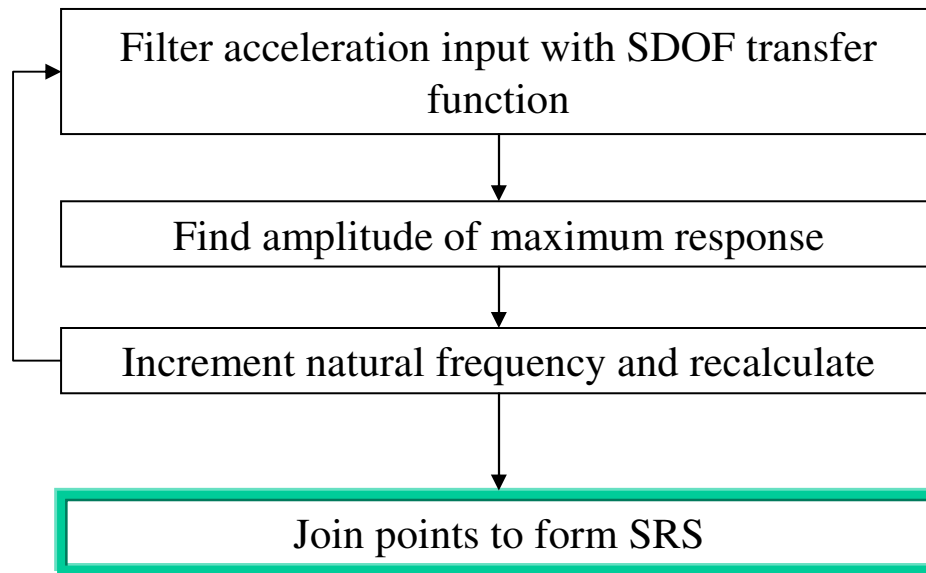 Filter acceleration input with SDOF transfer
function
Find amplitude of maximum response
Increment natural frequency and recalculate
Join points to form SRS